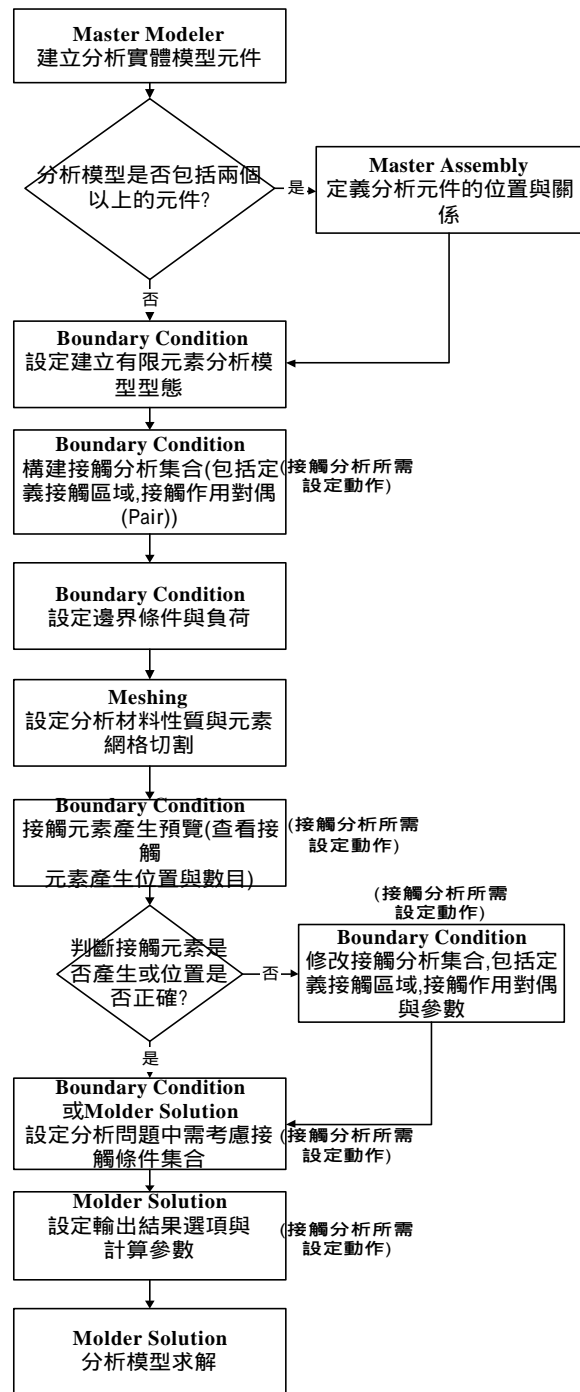 Master Modeler
建立分析實體模型元件
分析模型是否包括兩個
以上的元件?
是
Master Assembly
定義分析元件的位置與關
係
否
Boundary Condition
設定建立有限元素分析模
型型態
Boundary Condition
構建接觸分析集合(包括定
義接觸區域,接觸作用對偶
(Pair))
(接觸分析所需
設定動作)
Boundary Condition
設定邊界條件與負荷
Meshing
設定分析材料性質與元素
網格切割
Boundary Condition
接觸元素產生預覽(查看接
觸
元素產生位置與數目)
(接觸分析所需
設定動作)
判斷接觸元素是
否產生或位置是
否正確?
否
(接觸分析所需
設定動作)
Boundary Condition
修改接觸分析集合,包括定
義接觸區域,接觸作用對偶
與參數
是
Boundary Condition
或Molder Solution
設定分析問題中需考慮接
觸條件集合
(接觸分析所需
設定動作)
Molder Solution
設定輸出結果選項與
計算參數
(接觸分析所需
設定動作)
Molder Solution
分析模型求解